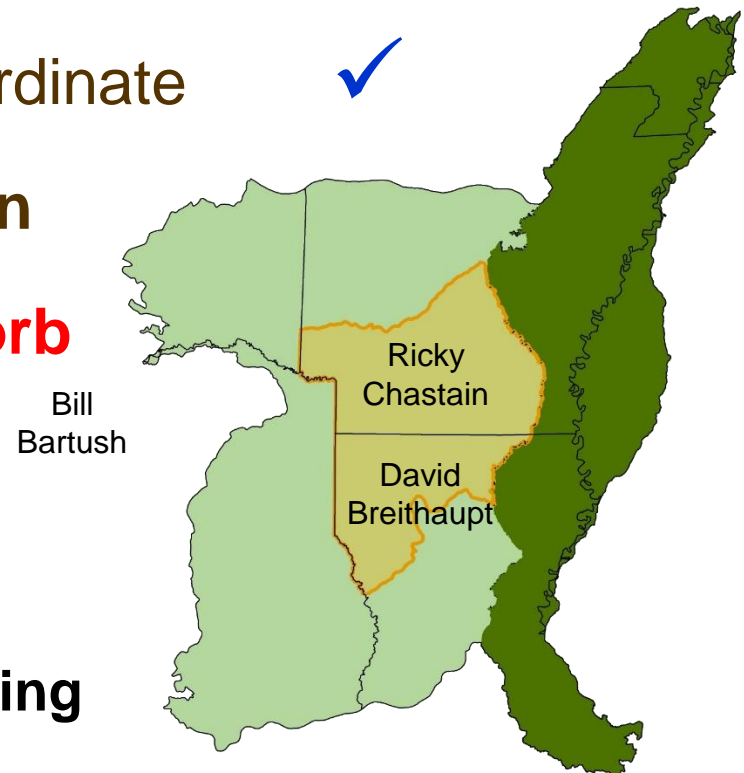 rdinate
n
orb
Ricky
Chastain
Bill
Bartush
David
Breithaupt
ing